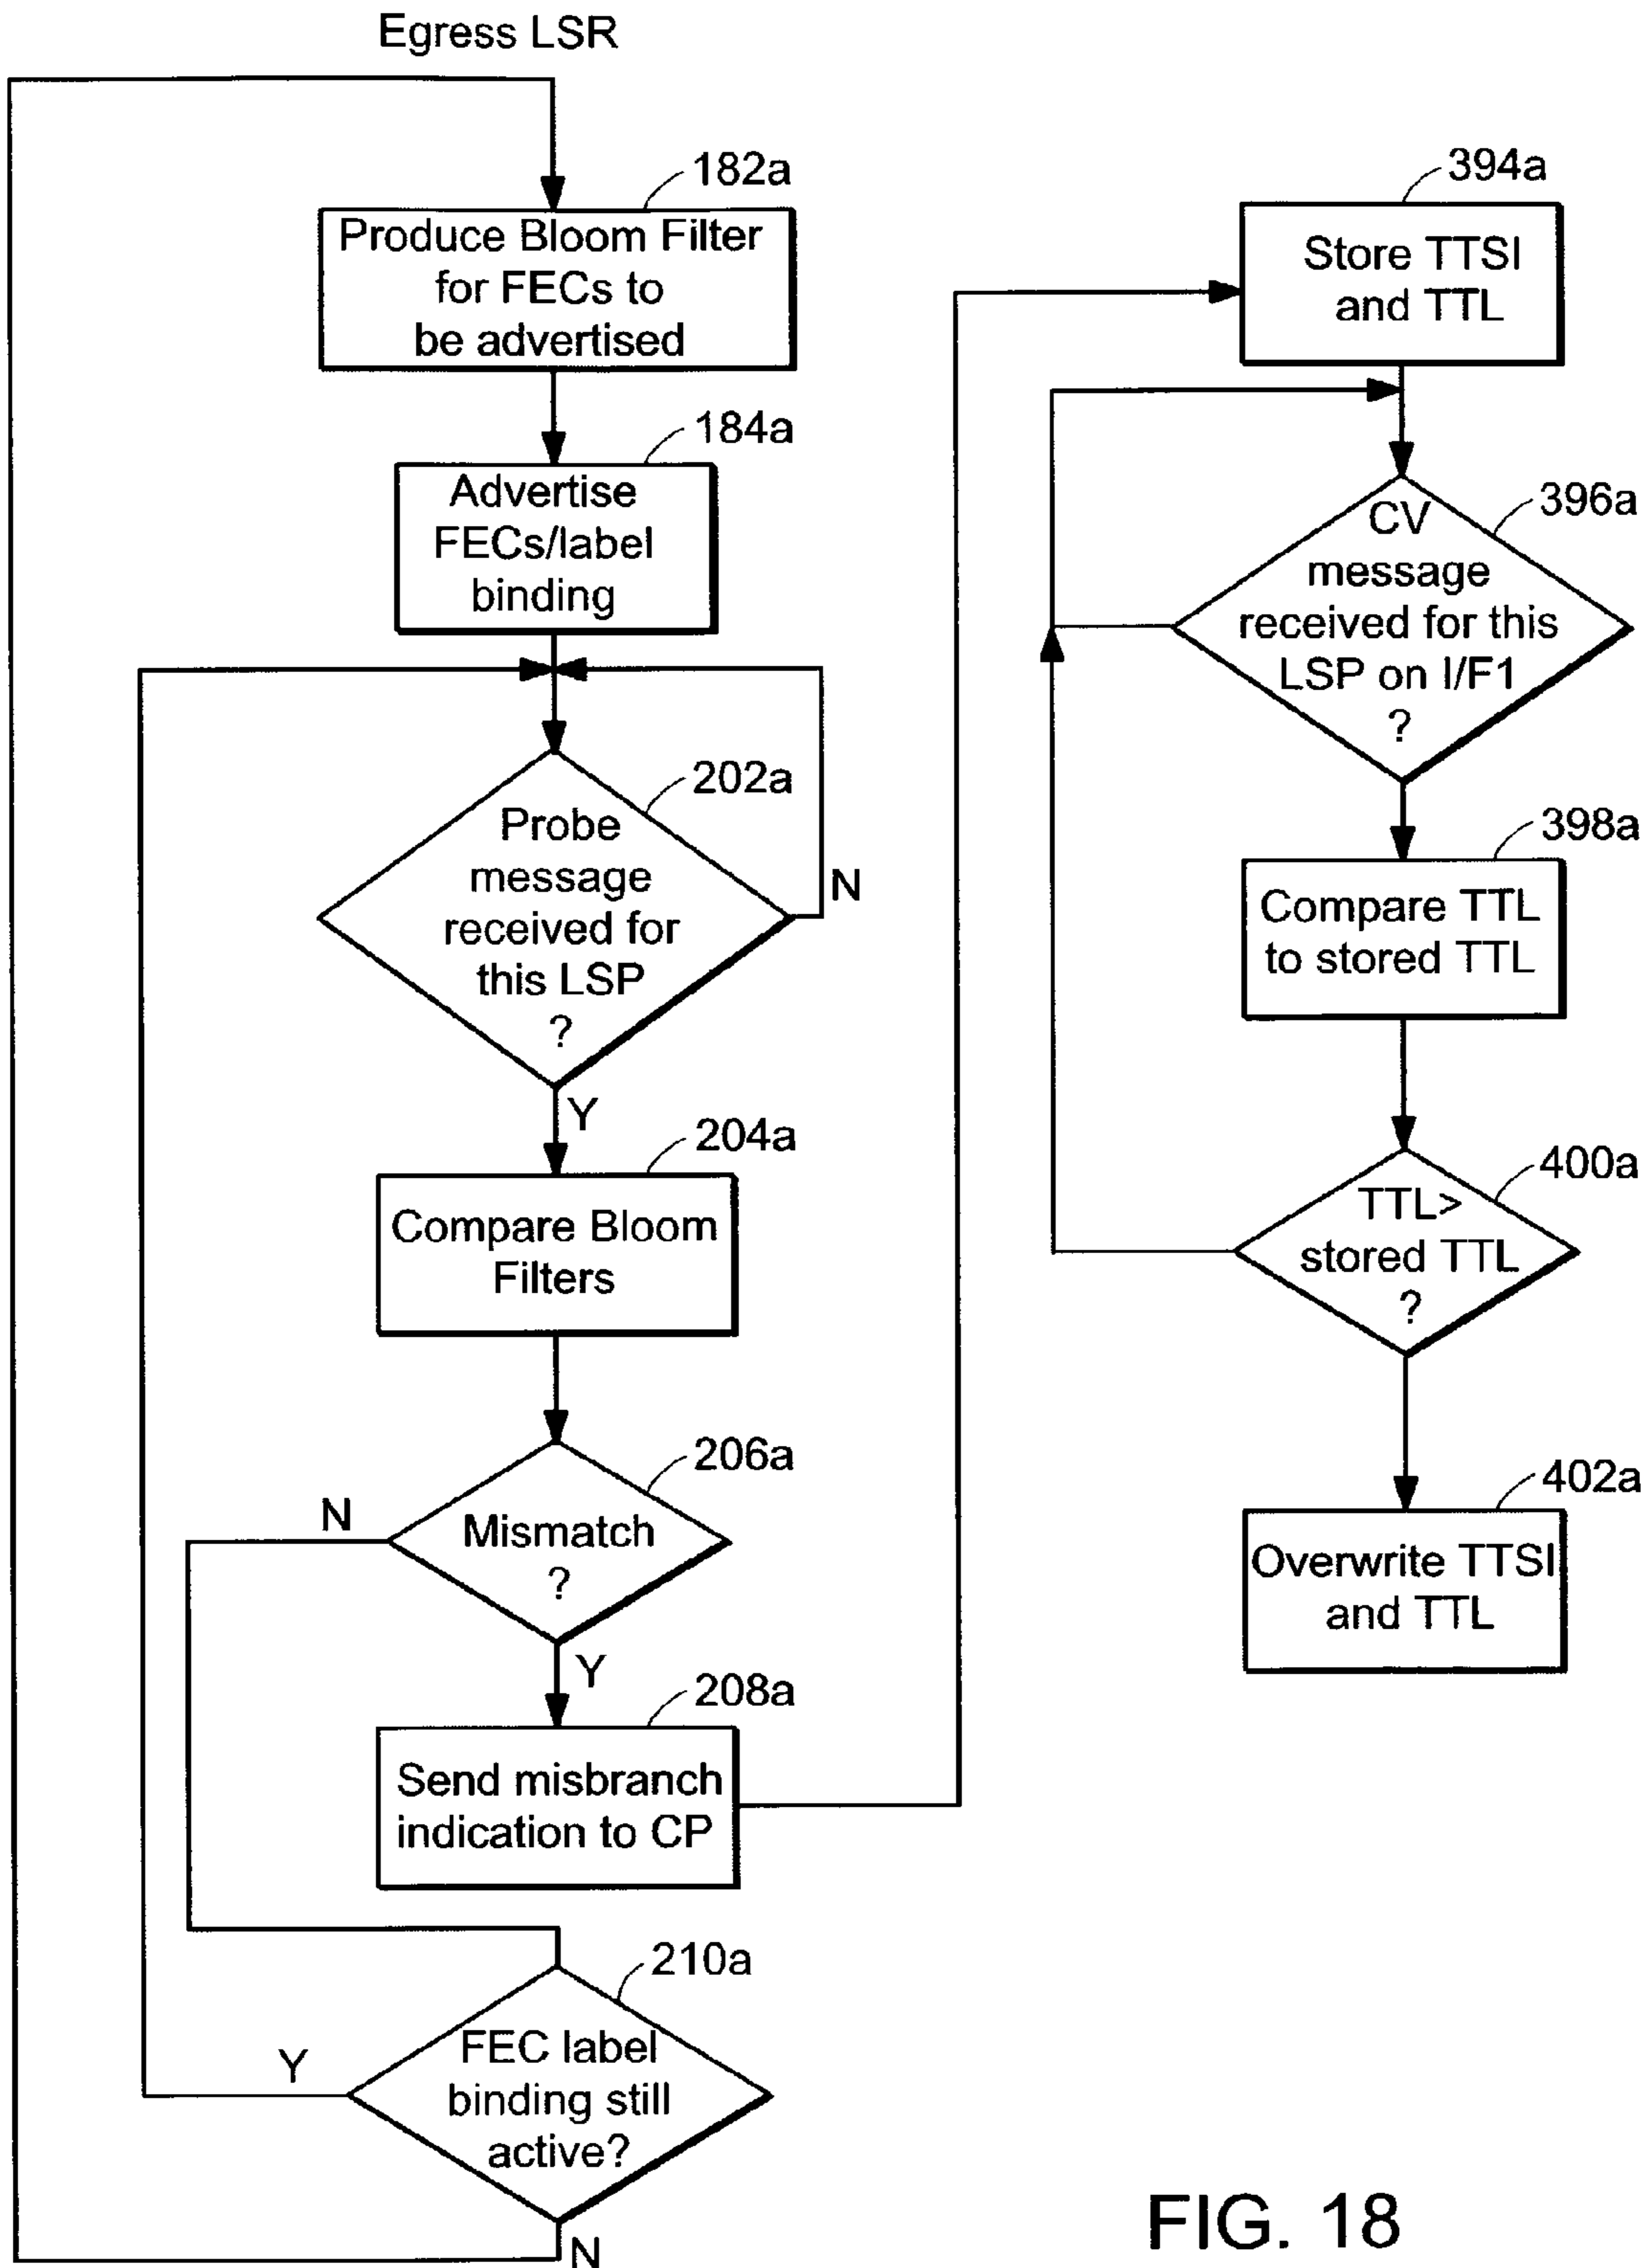 Egress LSR
182a
Produce Bloom Filter
for FECs to
be advertised
184a
Advertise
FECs/label
binding
202a
Probe
message
received for
this LSP
?
N
Y
204a
Compare Bloom
Filters
206a
Mismatch
?
N
Y
208a
Send misbranch
indication to CP
210a
FEC label
binding still
active?
Y
N
394a
Store TTSI
and TTL
396a
CV
message
received for this
LSP on I/F1
?
398a
Compare TTL
to stored TTL
400a
TTL>
stored TTL
?
402a
Overwrite TTSI
and TTL
FIG. 18